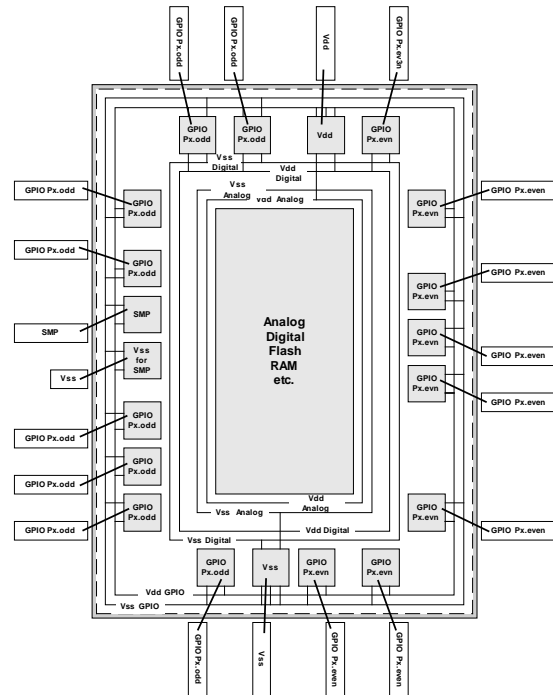 GPIO Px.odd
GPIO Px.odd
Vdd
GPIO Px.ev3n
GPIO
Px.odd
GPIO
Px.odd
Vdd
GPIO
Px.evn
Vss
Digital
Vdd
Digital
Vss
Analog
Vdd Analog
GPIO Px.odd
GPIO
Px.odd
GPIO Px.odd
GPIO
Px.odd
SMP
SMP
Vss
Vss
for
SMP
GPIO Px.odd
GPIO
Px.odd
GPIO Px.odd
GPIO
Px.odd
GPIO Px.odd
GPIO
Px.odd
Analog
Digital
Flash
RAM
etc.
GPIO
Px.evn
GPIO Px.even
GPIO
Px.evn
GPIO Px.even
GPIO
Px.evn
GPIO Px.even
GPIO
Px.evn
GPIO Px.even
GPIO
Px.evn
GPIO Px.even
Vdd
Analog
Vss Analog
Vdd Digital
Vss Digital
GPIO
Px.odd
Vss
GPIO
Px.evn
GPIO
Px.evn
Vdd GPIO
Vss GPIO
GPIO Px.odd
Vss
GPIO Px.even
GPIO Px.even